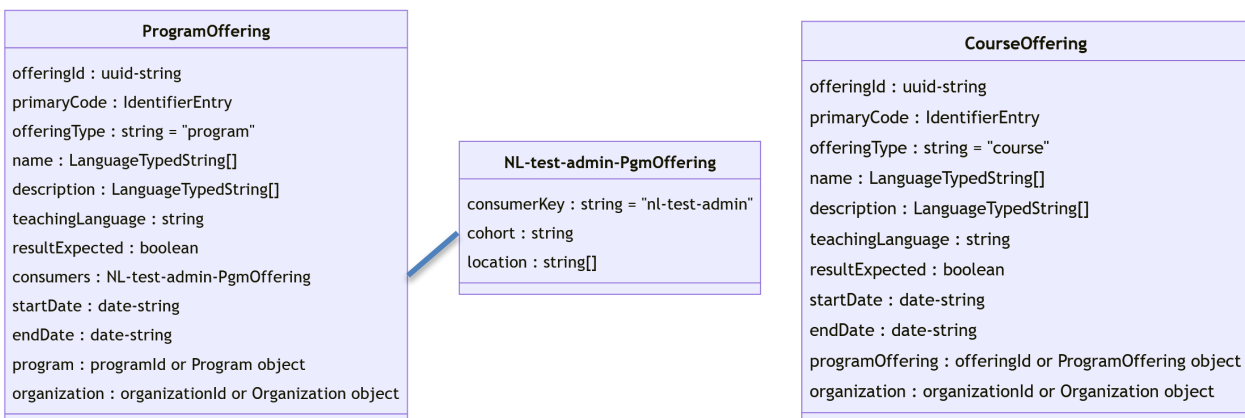 ProgramOffering
offeringId : uuid-string
primaryCode : IdentifierEntry
offeringType : string = "program"
name : LanguageTypedString[]
description : LanguageTypedString[]
teachingLanguage : string
resultExpected : boolean
consumers : NL-test-admin-PgmOffering
startDate : date-string
endDate : date-string
program : programId or Program object
organization : organizationId or Organization object
NL-test-admin-PgmOffering
consumerKey : string = "nl-test-admin"
cohort : string
location : string[]
CourseOffering
offeringId : uuid-string
primaryCode : IdentifierEntry
offeringType : string = "course"
name : LanguageTypedString[]
description : LanguageTypedString[]
teachingLanguage : string
resultExpected : boolean
startDate : date-string
endDate : date-string
programOffering : offeringId or ProgramOffering object
organization : organizationId or Organization object